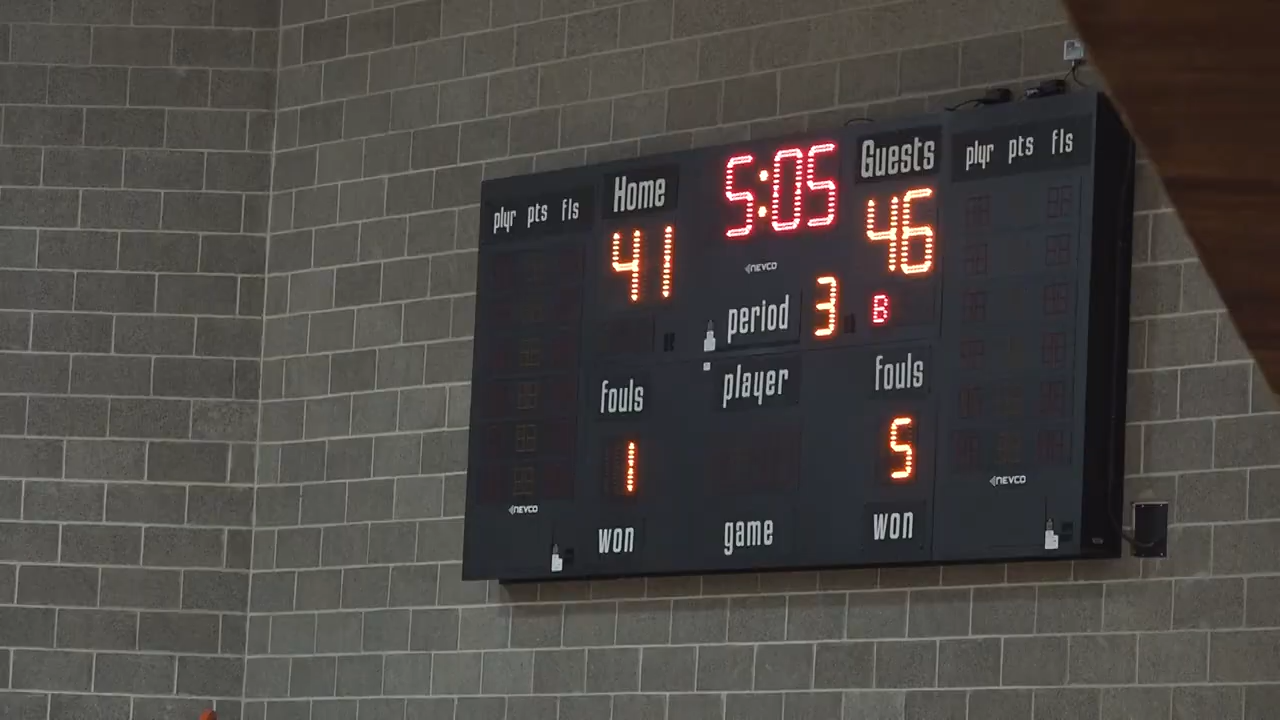 plyr pts fls
Home
41
5:05
Guests
46
plyr pts fls
NEVCO
period 3
B
fouls
player
fouls
1
5
NEVCO
NEVCO
won
game
won